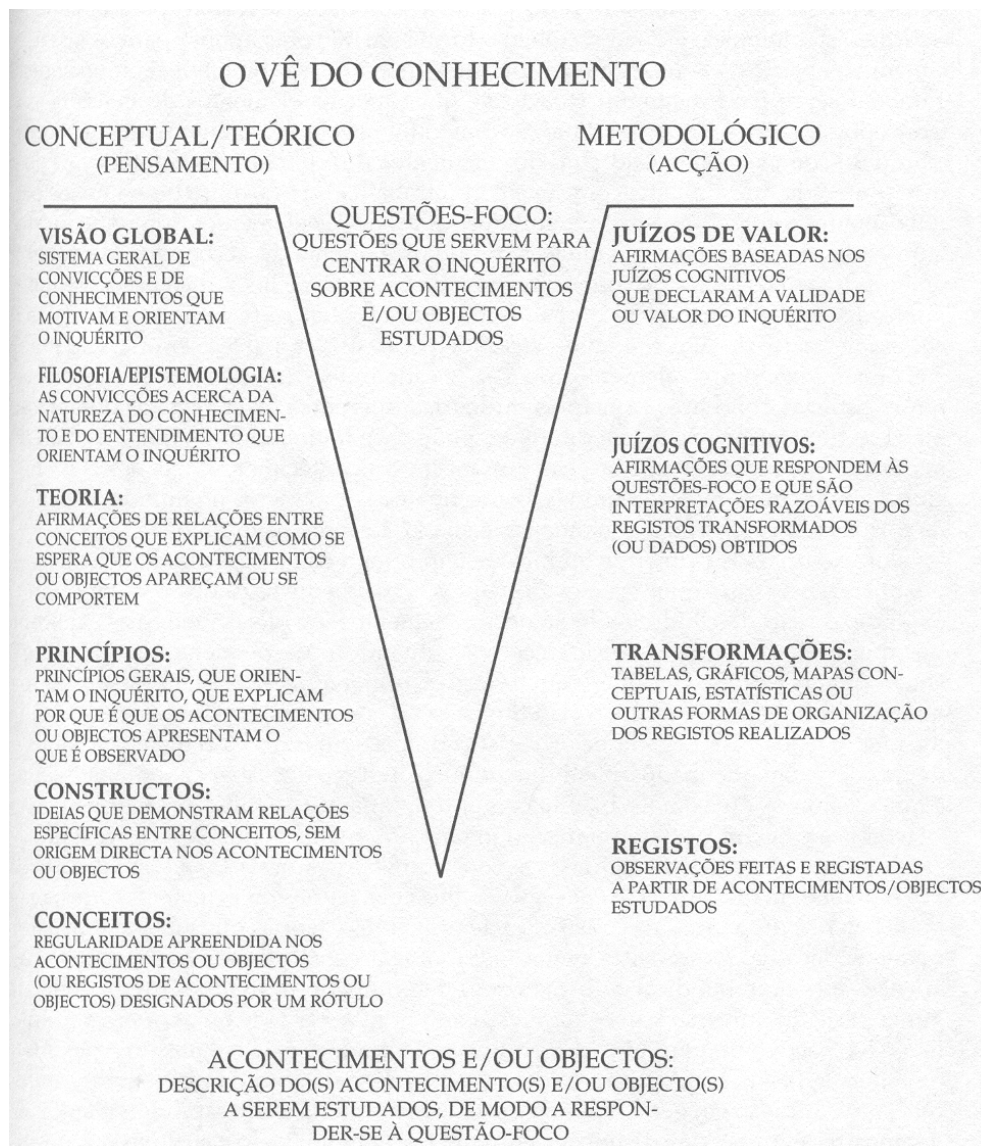 O VÊ DO CONHECIMENTO
CONCEPTUAL/TEÓRICO
(PENSAMENTO)
METODOLÓGICO
(ACÇÃO)
QUESTÕES-FOCO:
QUESTÕES QUE SERVEM PARA
CENTRAR O INQUÉRITO
SOBRE ACONTECIMENTOS
E/OU OBJECTOS
ESTUDADOS
VISÃO GLOBAL:
SISTEMA GERAL DE
CONVICÇÕES E DE
CONHECIMENTOS QUE
MOTIVAM E ORIENTAM
O INQUÉRITO
FILOSOFIA/EPISTEMOLOGIA:
AS CONVICÇÕES ACERCA DA
NATUREZA DO CONHECIMEN-
TO E DO ENTENDIMENTO QUE
ORIENTAM O INQUÉRITO
TEORIA:
AFIRMAÇÕES DE RELAÇÕES ENTRE
CONCEITOS QUE EXPLICAM COMO SE
ESPERA QUE OS ACONTECIMENTOS
OU OBJECTOS APAREÇAM OU SE
COMPORTEM
PRINCÍPIOS:
PRINCÍPIOS GERAIS, QUE ORIEN-
TAM O INQUÉRITO, QUE EXPLICAM
POR QUE É QUE OS ACONTECIMENTOS
OU OBJECTOS APRESENTAM O
QUE É OBSERVADO
CONSTRUCTOS:
IDEIAS QUE DEMONSTRAM RELAÇÕES
ESPECÍFICAS ENTRE CONCEITOS, SEM
ORIGEM DIRECTA NOS ACONTECIMENTOS
OU OBJECTOS
CONCEITOS:
REGULARIDADE APREENDIDA NOS
ACONTECIMENTOS OU OBJECTOS
(OU REGISTOS DE ACONTECIMENTOS OU
OBJECTOS) DESIGNADOS POR UM RÓTULO
JUÍZOS DE VALOR:
AFIRMAÇÕES BASEADAS NOS
JUÍZOS COGNITIVOS
QUE DECLARAM A VALIDADE
OU VALOR DO INQUÉRITO
JUÍZOS COGNITIVOS:
AFIRMAÇÕES QUE RESPONDEM ÀS
QUESTÕES-FOCO E QUE SÃO
INTERPRETAÇÕES RAZOÁVEIS DOS
REGISTOS TRANSFORMADOS
(OU DADOS) OBTIDOS
TRANSFORMAÇÕES:
TABELAS, GRÁFICOS, MAPAS CON-
CEPTUAIS, ESTATÍSTICAS OU
OUTRAS FORMAS DE ORGANIZAÇÃO
DOS REGISTOS REALIZADOS
REGISTOS:
OBSERVAÇÕES FEITAS E REGISTADAS
A PARTIR DE ACONTECIMENTOS/OBJECTOS
ESTUDADOS
ACONTECIMENTOS E/OU OBJECTOS:
DESCRIÇÃO DO(S) ACONTECIMENTO(S) E/OU OBJECTO(S)
A SEREM ESTUDADOS, DE MODO A RESPON-
DER-SE À QUESTÃO-FOCO